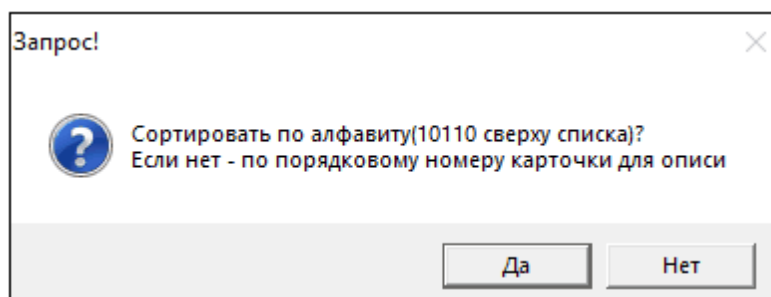 Запрос!
Сортировать по алфавиту(10110 сверху списка)?
Если нет - по порядковому номеру карточки для описи
Да
Нет